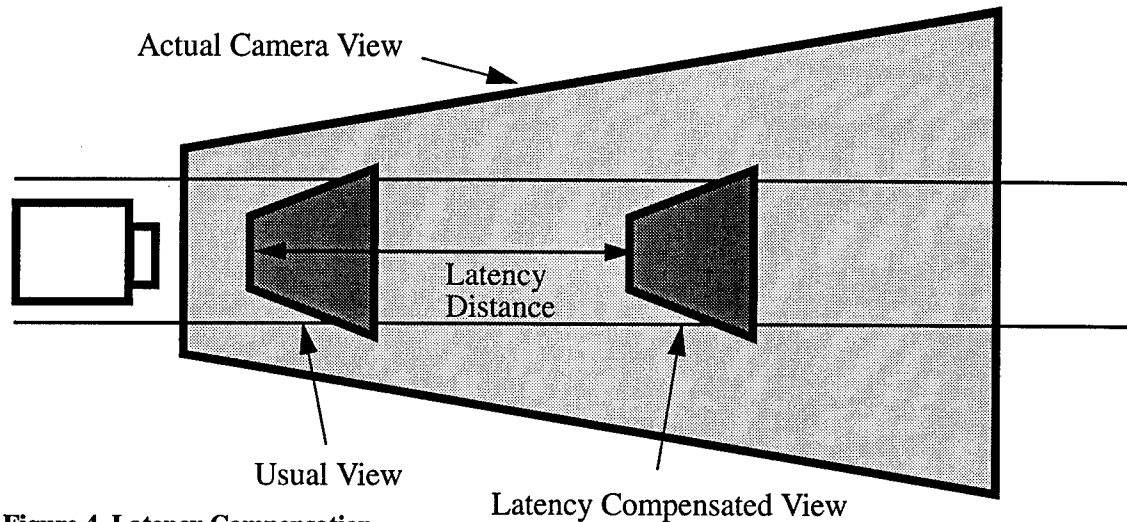 Actual Camera View
Latency
Distance
Usual View
Latency Compensated View
Figure 4. Latency Compensation